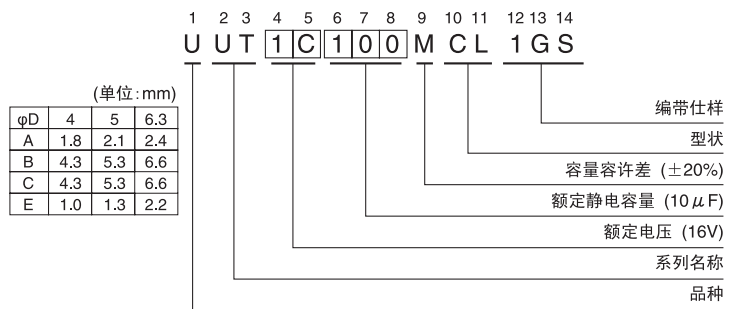 1 2 3 4 5 6 7 8 9 10 11 12 13 14
U U T 1 C 1 0 0 M C L 1 G S
(单位:mm)
φD 4 5 6.3
A 1.8 2.1 2.4
B 4.3 5.3 6.6
C 4.3 5.3 6.6
E 1.0 1.3 2.2
编带仕样
型状
容量容许差 (±20%)
额定静电容量 (10μF)
额定电压 (16V)
系列名称
品种